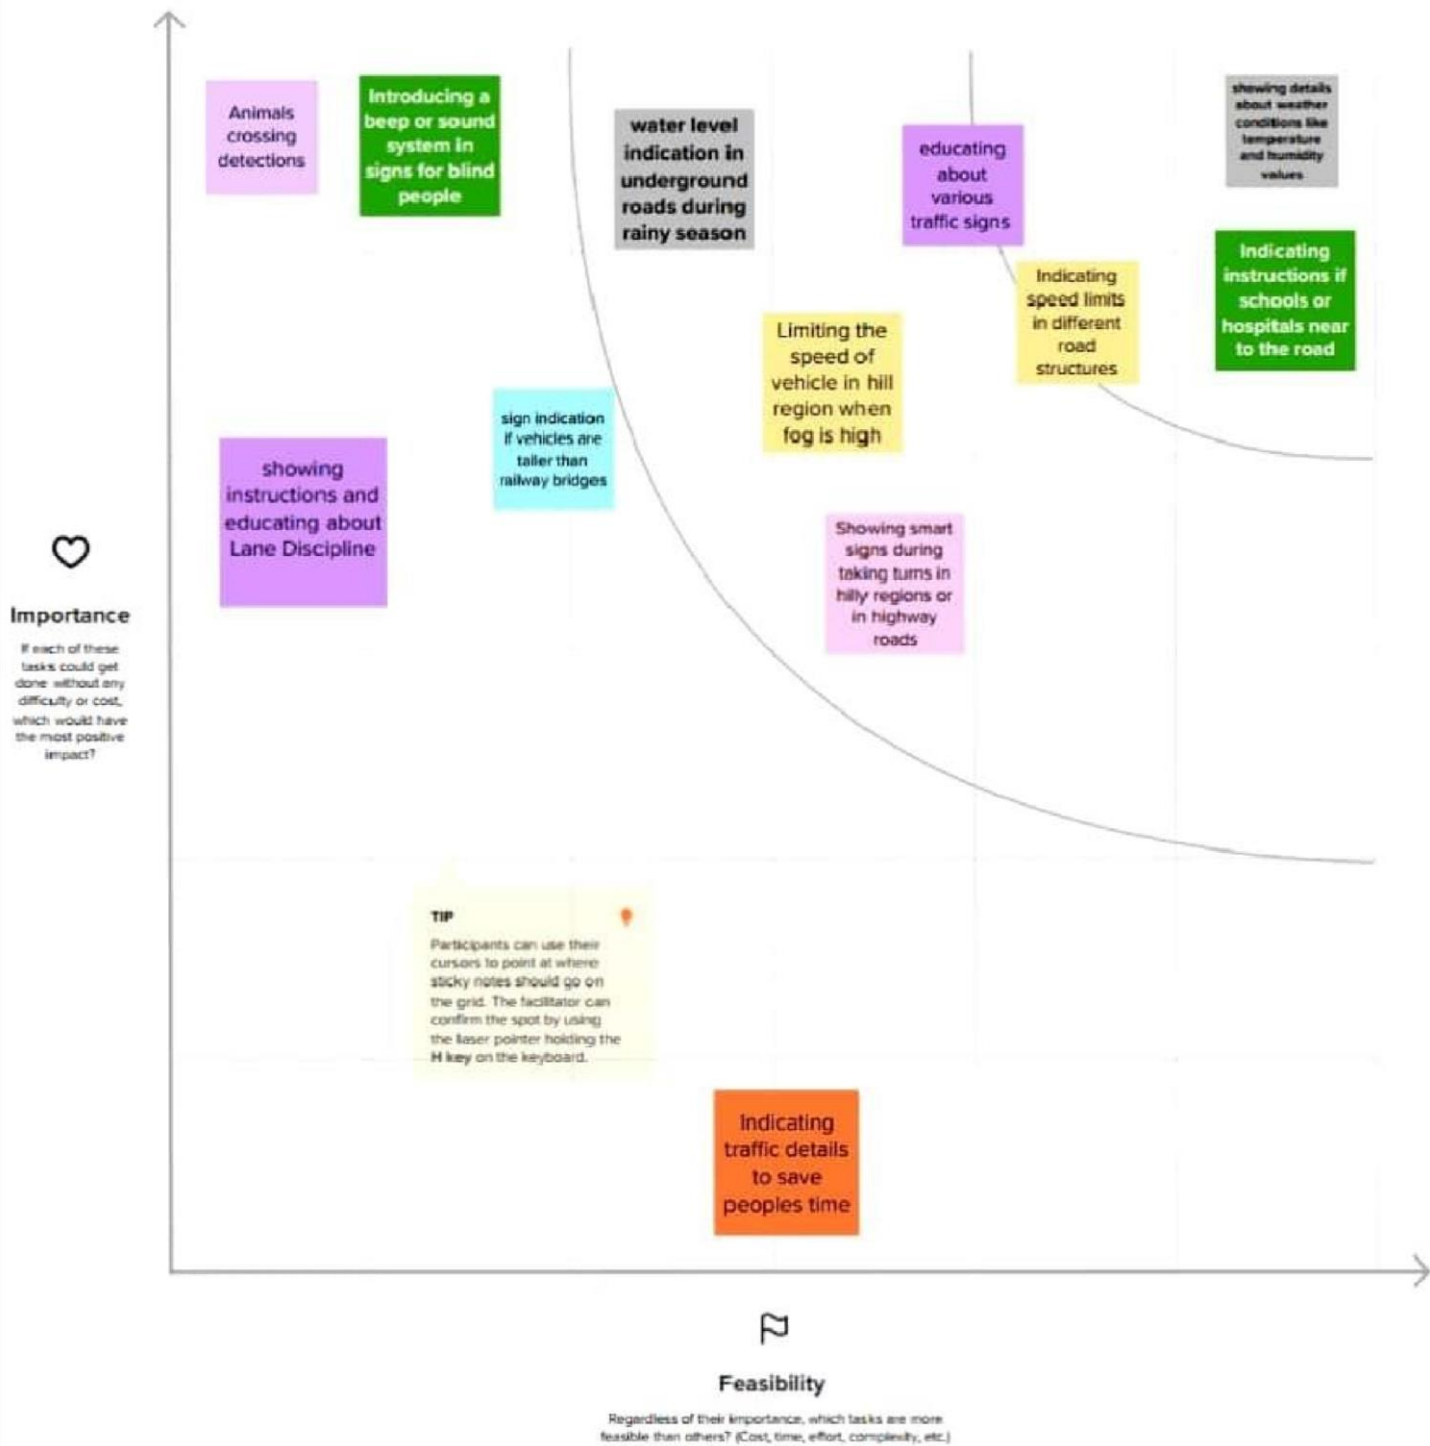 Animals
crossing
detections
Introducing a
beep or sound
system in
signs for blind
people
water level
indication in
underground
roads during
rainy season
educating
about
various
traffic signs
showing details
about weather
conditions like
temperature
and humidity
values
Indicating
speed limits
in different
road
structures
Indicating
instructions if
schools or
hospitals near
to the road
Limiting the
speed of
vehicle in hill
region when
fog is high
sign indication
if vehicles are
taller than
railway bridges
showing
instructions and
educating about
Lane Discipline
Showing smart
signs during
taking turns in
hilly regions or
in highway
roads
Importance
If each of these
tasks could get
done without any
difficulty or cost,
which would have
the most positive
impact?
TIP
Participants can use their
cursors to point at where
sticky notes should go on
the grid. The facilitator can
confirm the spot by using
the laser pointer holding the
H key on the keyboard.
Indicating
traffic details
to save
peoples time
Feasibility
Regardless of their importance, which tasks are more
feasible than others? (Cost, time, effort, complexity, etc.)